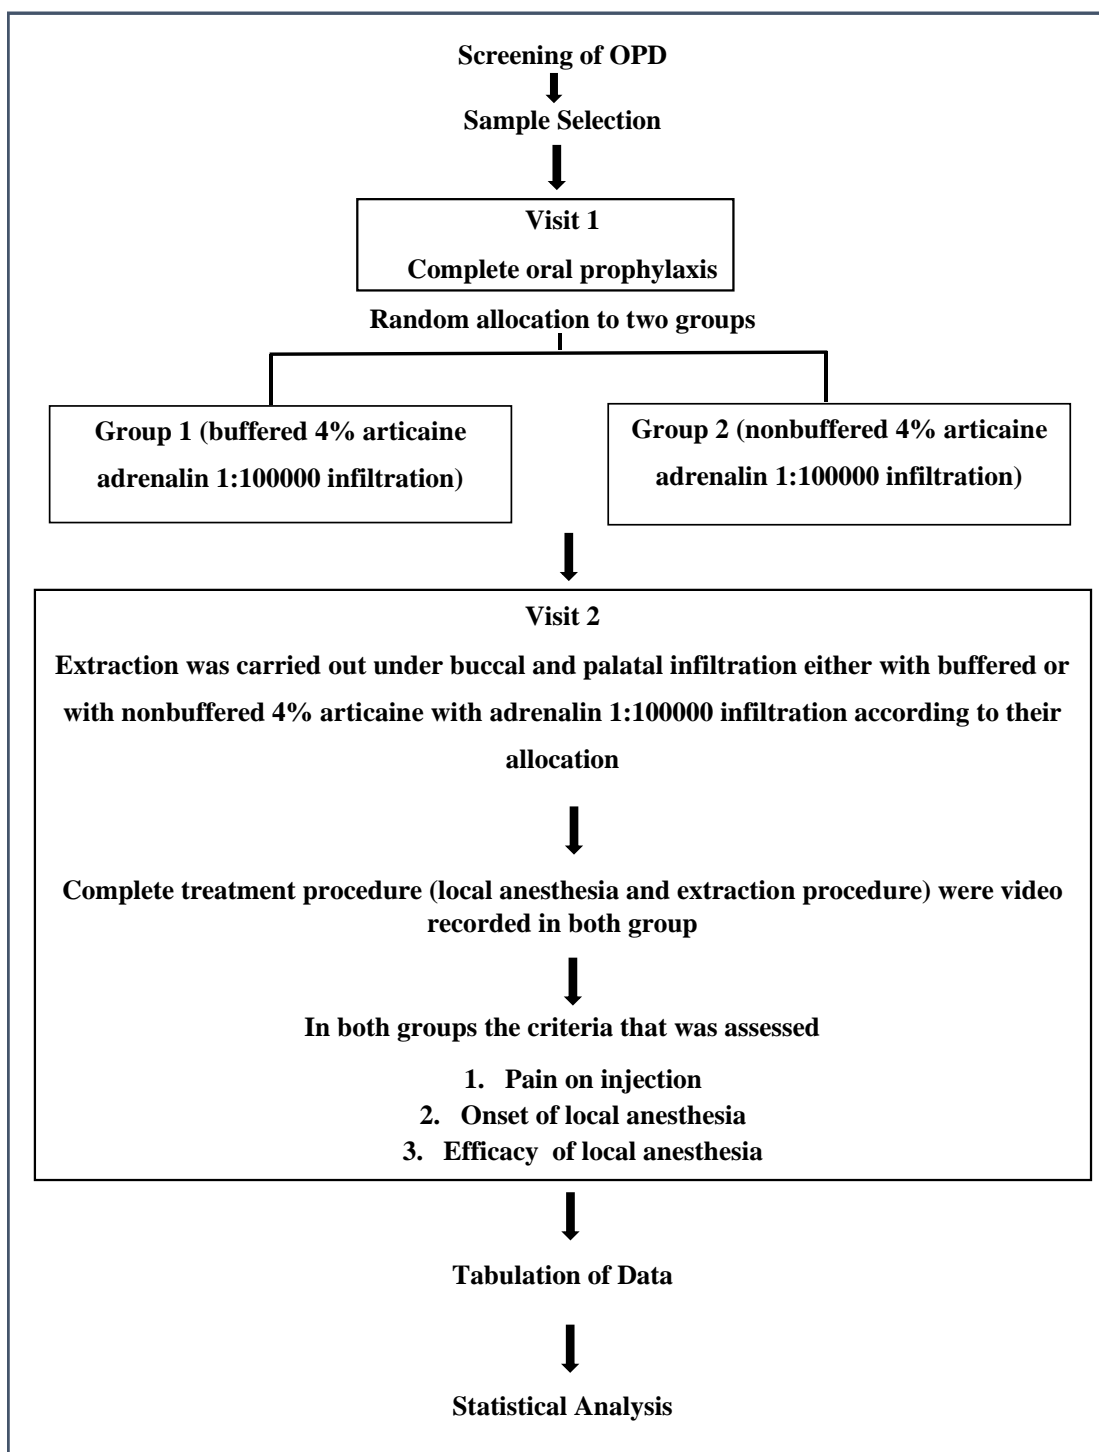 Screening of OPD
Sample Selection
Visit 1
Complete oral prophylaxis
Random allocation to two groups
Group 1 (buffered 4% articaine
adrenalin 1:100000 infiltration)
Group 2 (nonbuffered 4% articaine
adrenalin 1:100000 infiltration)
Visit 2
Extraction was carried out under buccal and palatal infiltration either with buffered or
with nonbuffered 4% articaine with adrenalin 1:100000 infiltration according to their
allocation
Complete treatment procedure (local anesthesia and extraction procedure) were video
recorded in both group
In both groups the criteria that was assessed
1. Pain on injection
2. Onset of local anesthesia
3. Efficacy of local anesthesia
Tabulation of Data
Statistical Analysis